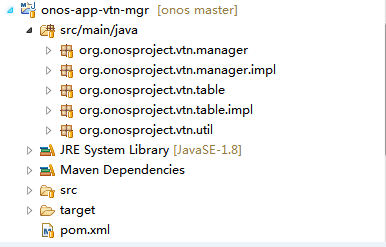 onos-app-vtn-mgr [onos master]
src/main/java
org.onosproject.vtn.manager
org.onosproject.vtn.manager.impl
org.onosproject.vtn.table
org.onosproject.vtn.table.impl
org.onosproject.vtn.util
JRE System Library [JavaSE-1.8]
Maven Dependencies
src
target
pom.xml